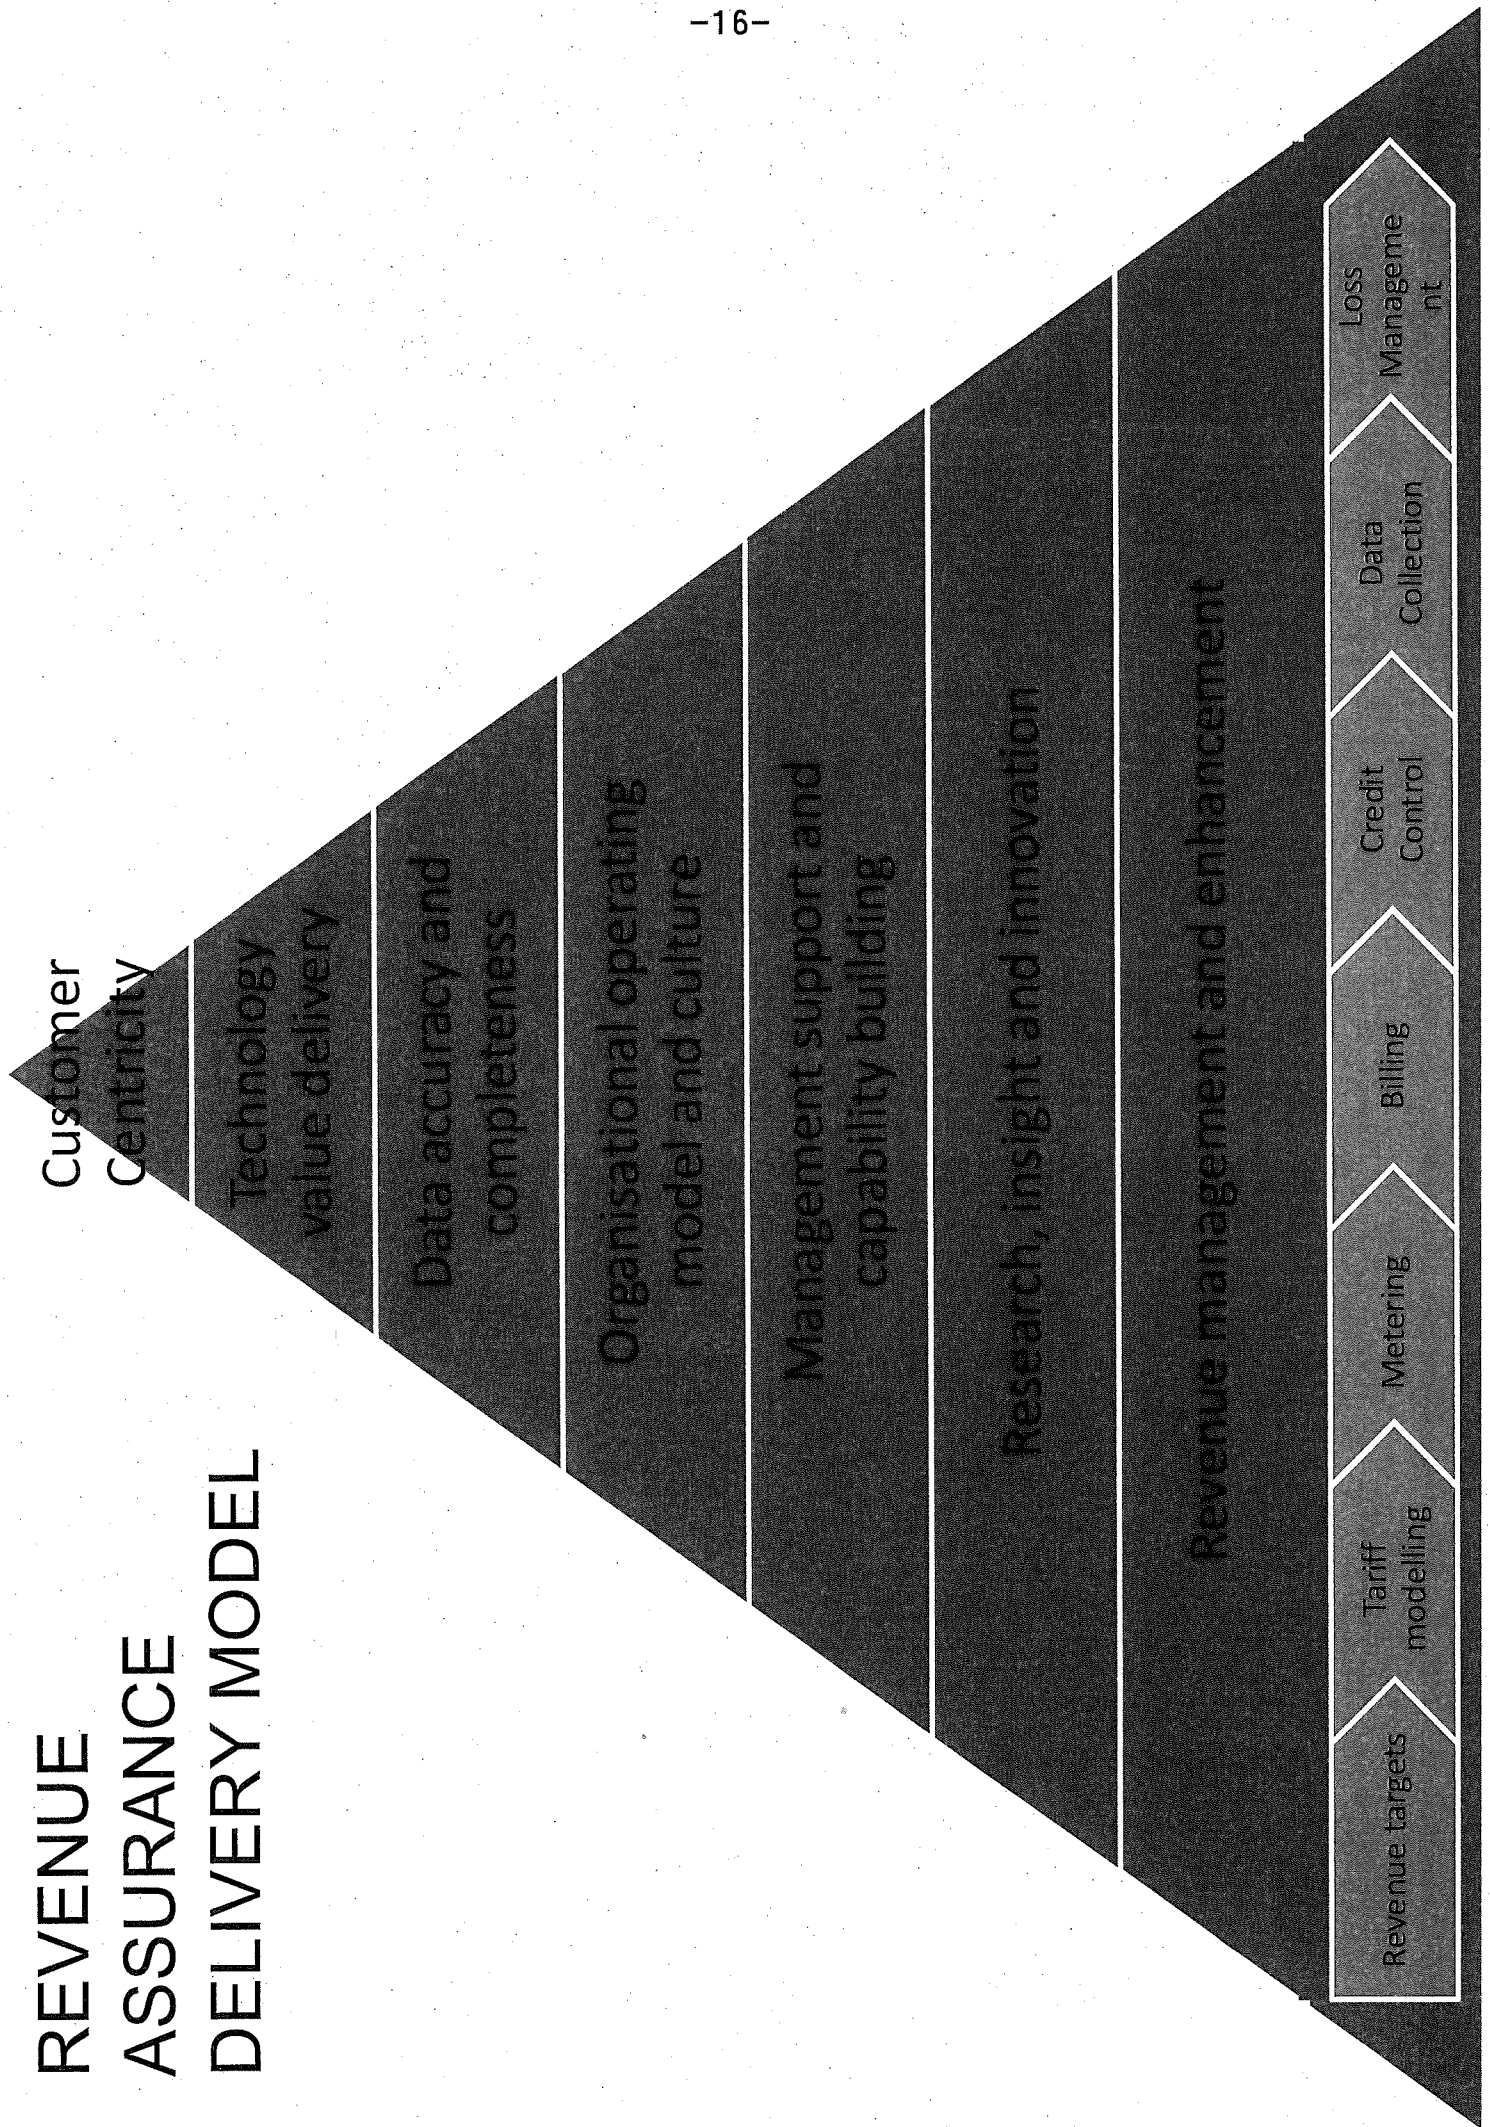 -16-
REVENUE
ASSURANCE
DELIVERY MODEL
Customer
Centricity
Technology
value delivery
Data accuracy and
completeness
Organisational operating
model and culture
Management support and
capability building
Research, insight and innovation
Revenue management and enhancement
Revenue targets
Tariff
modelling
Metering
Billing
Credit
Control
Data
Collection
Loss
Manageme
nt